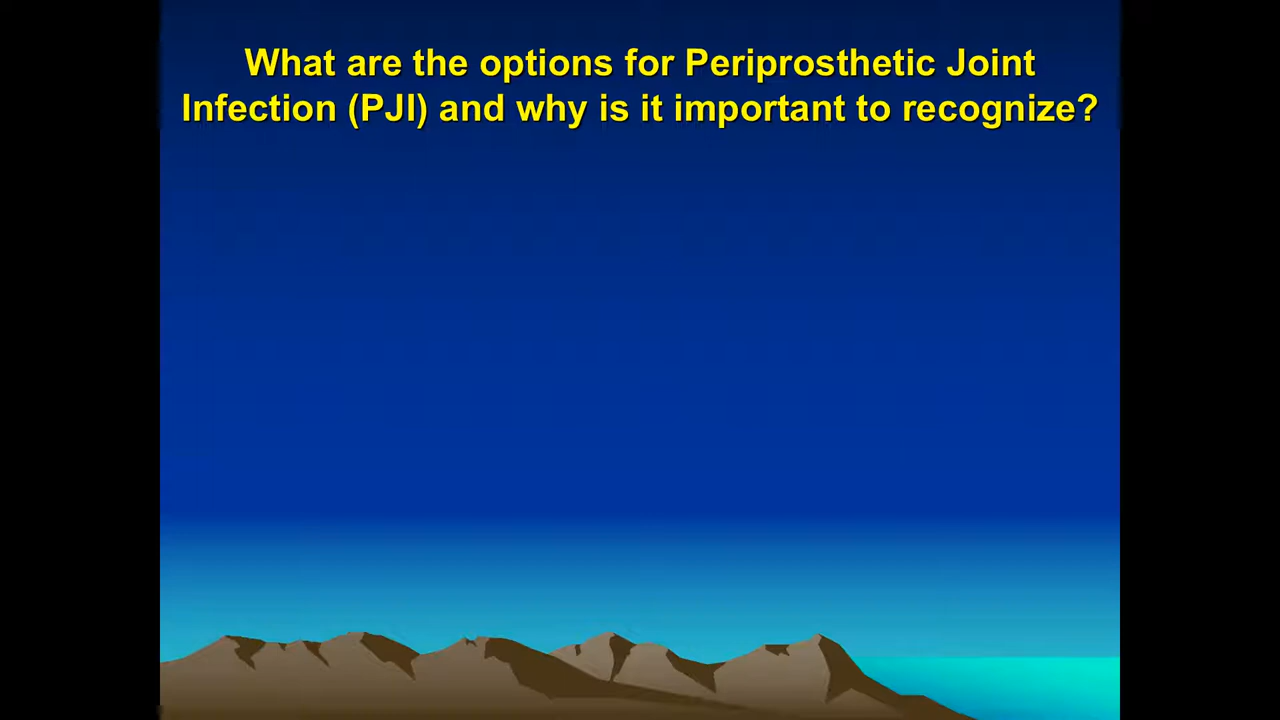 What are the options for Periprosthetic Joint
Infection (PJI) and why is it important to recognize?